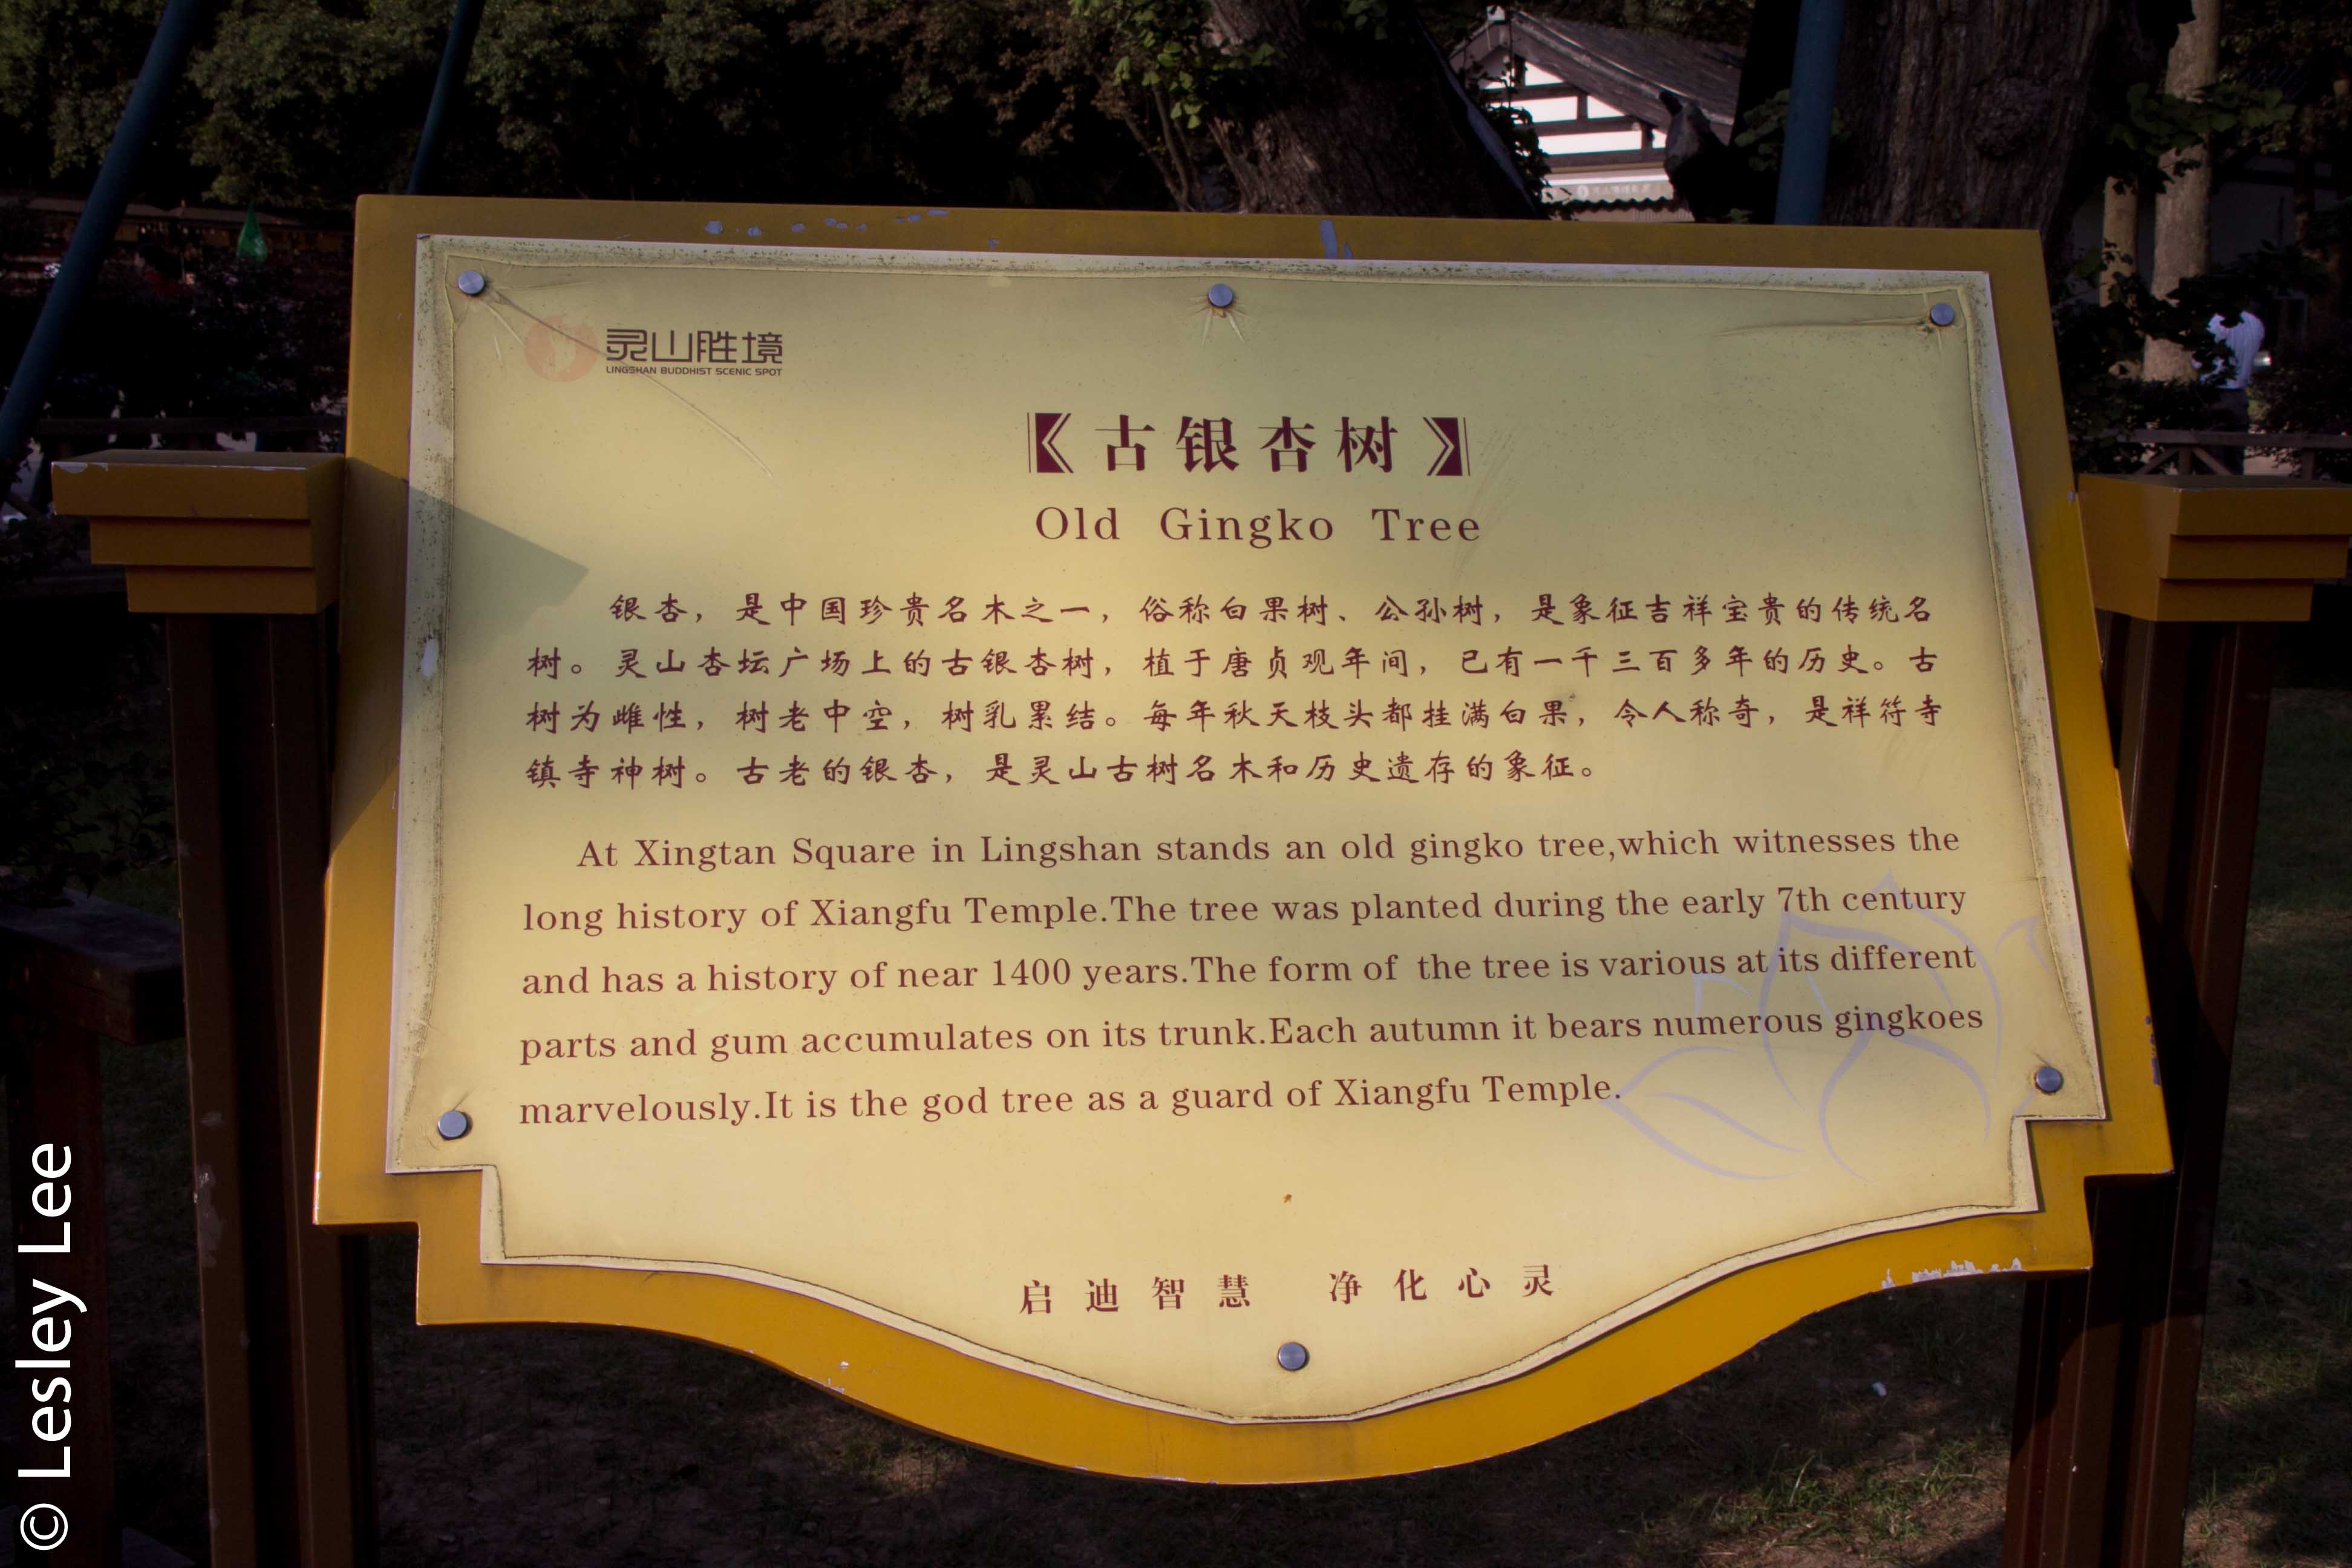 灵山胜境
LINGSHAN BUDDHIST SCENIC SPOT
【古银杏树】
Old Gingko Tree
银杏，是中国珍贵名木之一，俗称白果树、公孙树，是象征吉祥宝贵的传统名
树。灵山杏坛广场上的古银杏树，植于唐贞观年间，已有一千三百多年的历史。古
树为雌性，树老中空，树乳累结。每年秋天枝头都挂满白果，令人称奇，是祥符寺
镇寺神树。古老的银杏，是灵山古树名木和历史遗存的象征。
At Xingtan Square in Lingshan stands an old gingko tree,which witnesses the
long history of Xiangfu Temple.The tree was planted during the early 7th century
and has a history of near 1400 years.The form of the tree is various at its different
parts and gum accumulates on its trunk.Each autumn it bears numerous gingkoes
marvelously.It is the god tree as a guard of Xiangfu Temple.
启迪智慧 净化心灵
© Lesley Lee